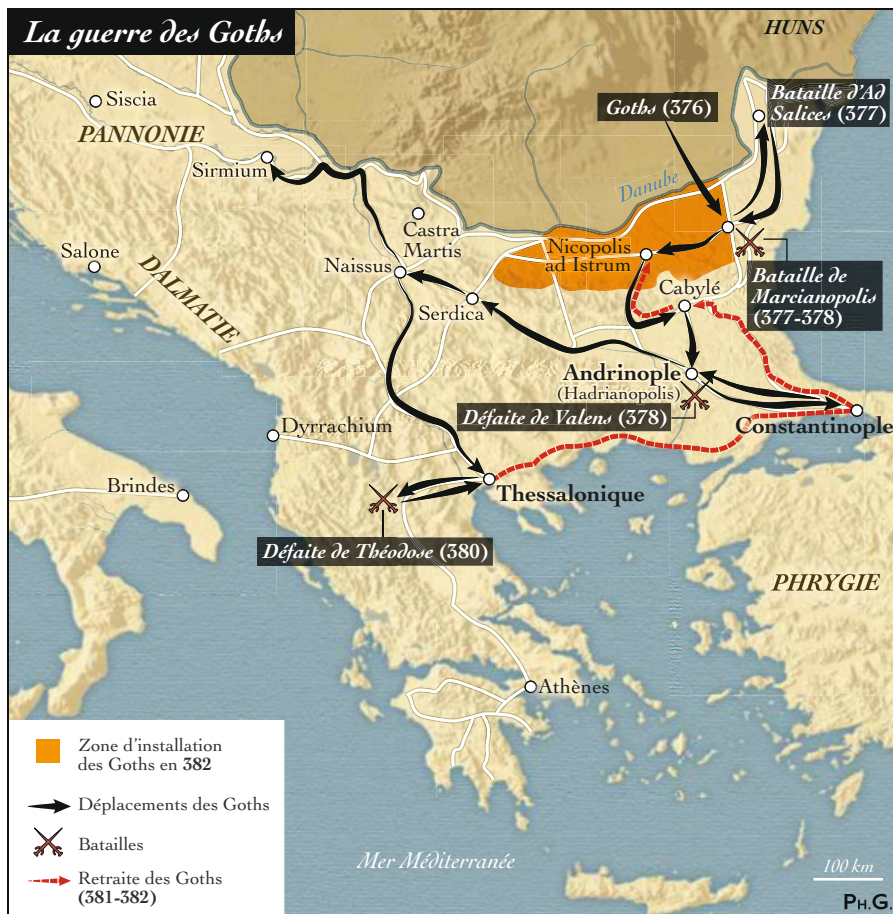 La guerre des Goths
HUNS
Siscia
PANNONIE
Sirmium
Goths (376)
Bataille d'Ad
Salices (377)
Danube
Castra
Martis
Salone
DALMATIE
Naissus
Nicopolis
ad Istrum
Serdica
Cabylé
Bataille de
Marcianopolis
(377-378)
Andrinople
(Hadrianopolis)
Défaite de Valens (378)
Constantinople
Dyrrachium
Brindes
Thessalonique
Défaite de Théodose (380)
PHRYGIE
Athènes
Zone d'installation
des Goths en 382
Déplacements des Goths
Batailles
Retraite des Goths
(381-382)
Mer Méditerranée
100 km
PH.G.